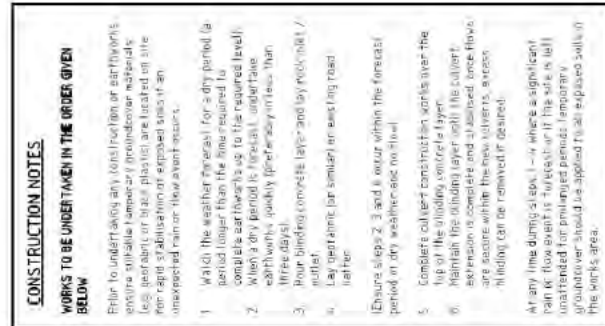 CONSTRUCTION NOTES
WORKS TO BE UNDERTAKEN IN THE ORDER GIVEN
BELOW
Prior to undertaking any construction or earthworks
ensure suitable temporary groundcover materials
(eg geofabric or black plastic) are located on site
for rapid stabilisation of exposed soils if an
unexpected rain or flow event occurs.
1. Watch the weather forecast for a dry period (a
period longer than the time required to
complete earthworks up to the required level).
2. When a dry period is forecast, undertake
earthworks quickly (preferably in less than
three days).
3. Pour blinding concrete layer and lay rock inlet /
outlet.
4. Lay geofabric (or similar) on existing road
batter.
(Ensure steps 2, 3 and 4 occur within the forecast
period of dry weather and no flow)
5. Complete culvert construction works over the
top of the blinding concrete layer.
6. Maintain the blinding layer until the culvert
extension is complete and stabilised, once flows
are secure within the new culverts, excess
blinding can be removed if desired.
At any time during steps 1 - 4 where a significant
rain or flow event is forecast or if the site is left
unattended for prolonged periods temporary
groundcover should be applied to all exposed soils in
the works area.